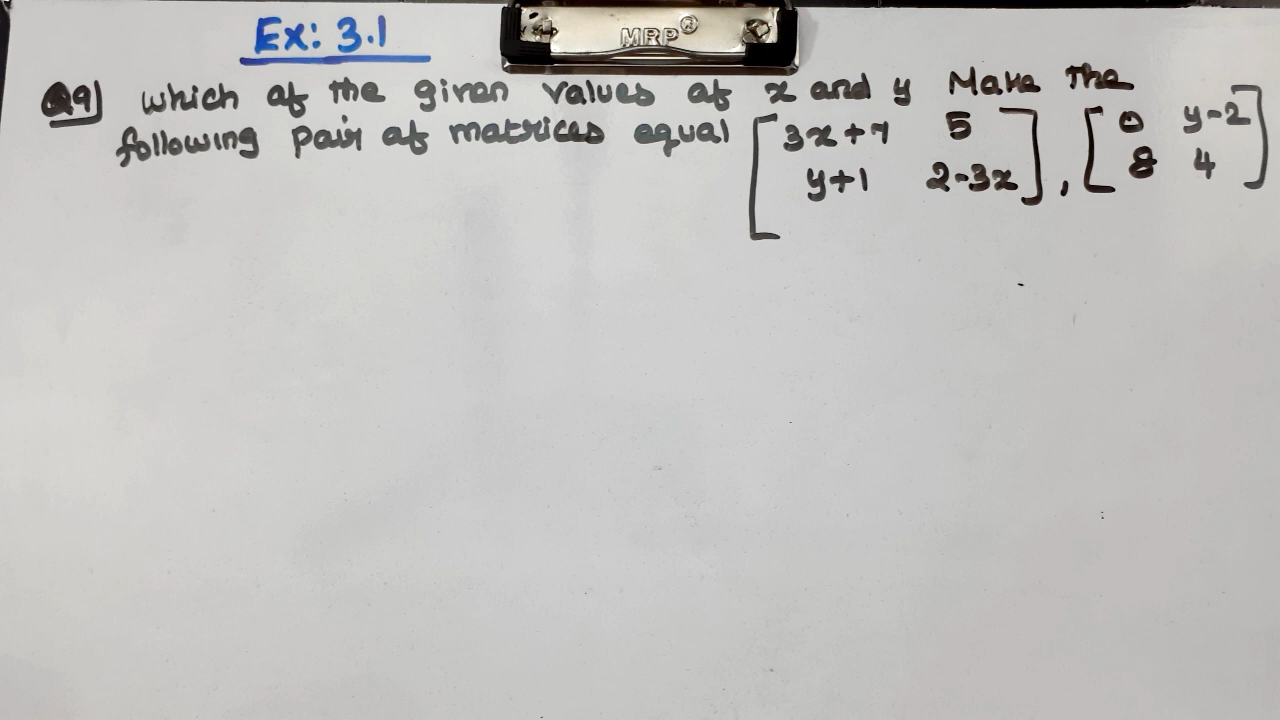 MRP®
Ex: 3.1
Q9) which of the given values of x and y Make The
following pair of matrices equal [3x+7 5
y+1 2-3x], [0 y-2
8 4]